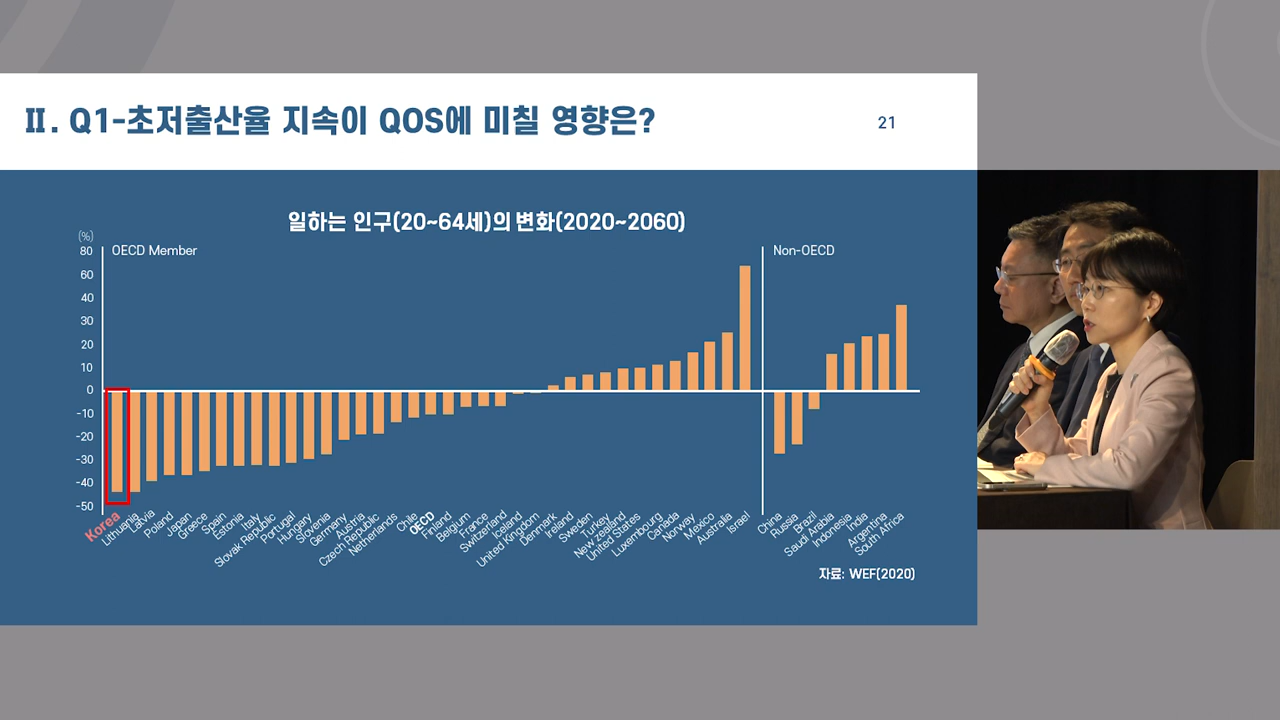 Ⅱ. Q1-초저출산율 지속이 QOS에 미칠 영향은?
21
일하는 인구(20~64세)의 변화(2020~2060)
(%)
OECD Member
Non-OECD
80
60
40
30
20
10
0
-10
-20
-30
-40
-50
Korea
Lithuania
Latvia
Poland
Japan
Greece
Spain
Estonia
Italy
Slovak Republic
Portugal
Hungary
Slovenia
Germany
Austria
Czech Republic
Netherlands
Chile
OECD
Finland
Belgium
France
Switzerland
Iceland
United Kingdom
Denmark
Ireland
Sweden
Turkey
New zealand
United States
Luxembourg
Canada
Norway
Mexico
Australia
Israel
China
Russia
Brazil
Saudi Arabia
Indonesia
India
Argentina
South Africa
자료: WEF(2020)